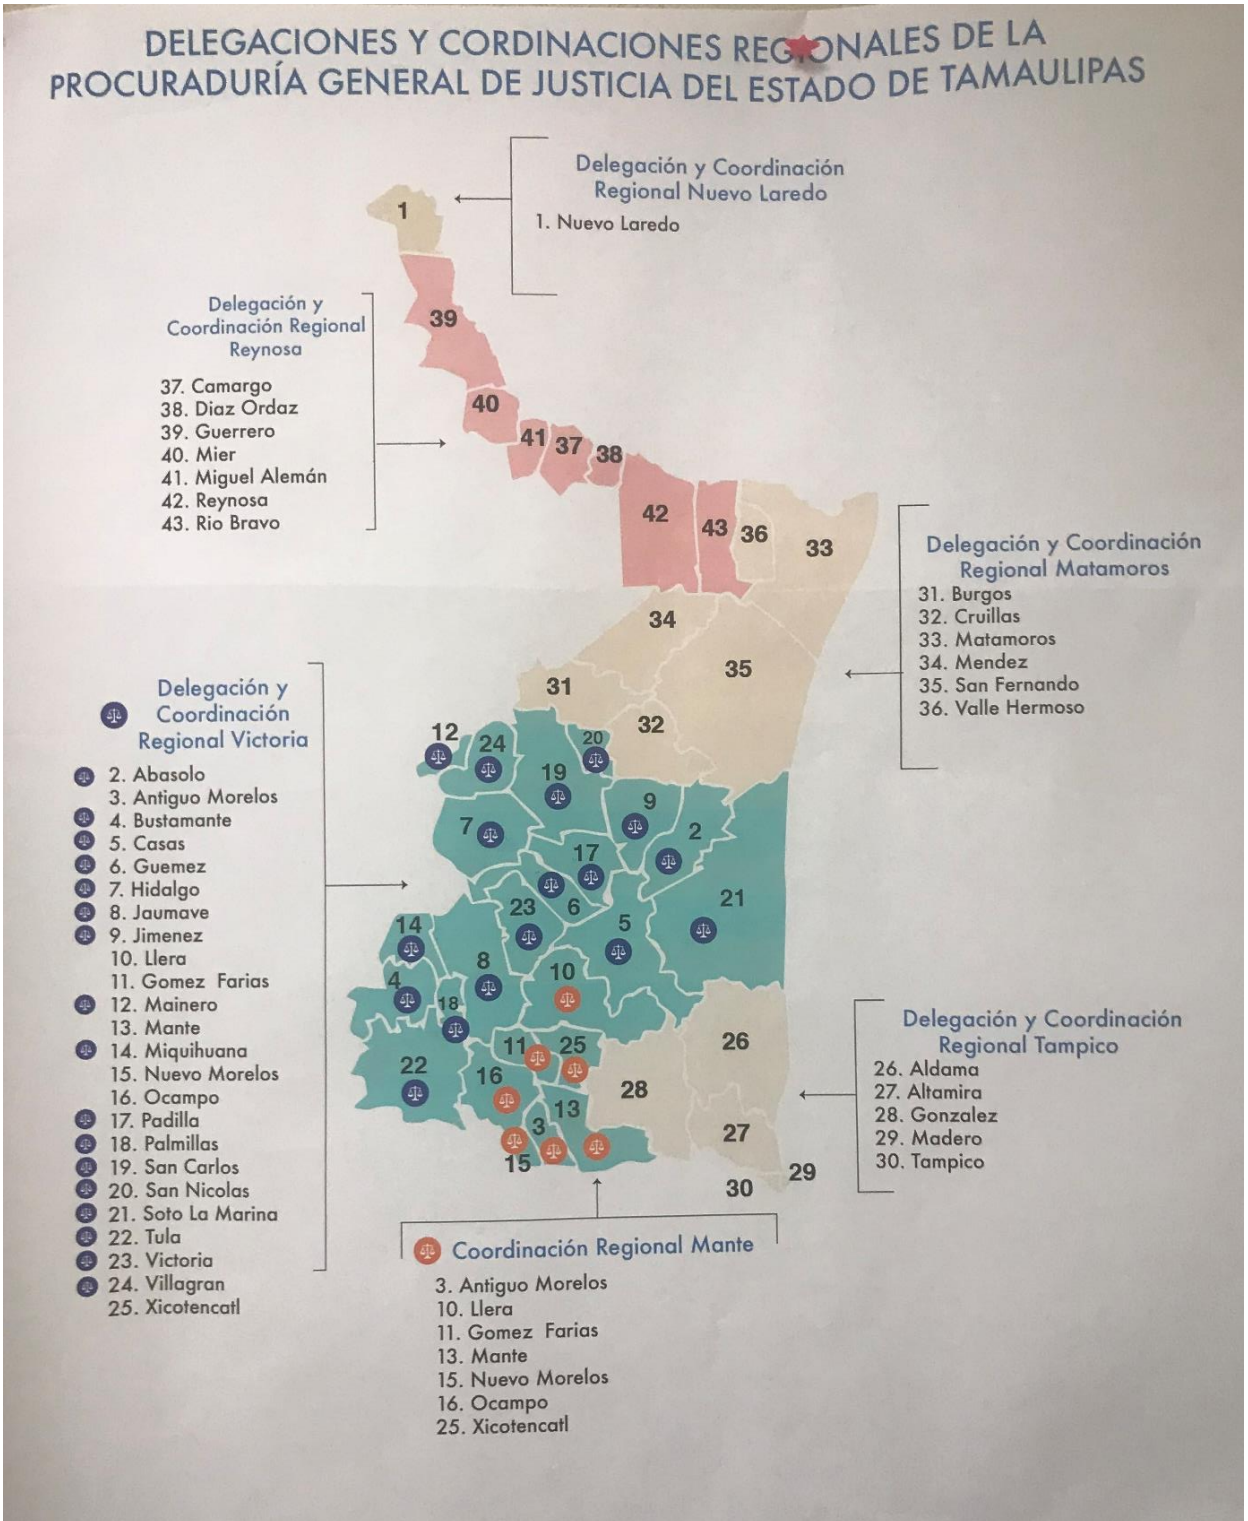 DELEGACIONES Y CORDINACIONES REGIONALES DE LA
PROCURADURÍA GENERAL DE JUSTICIA DEL ESTADO DE TAMAULIPAS
Delegación y Coordinación
Regional Nuevo Laredo
1. Nuevo Laredo
Delegación y
Coordinación Regional
Reynosa
37. Camargo
38. Diaz Ordaz
39. Guerrero
40. Mier
41. Miguel Alemán
42. Reynosa
43. Rio Bravo
Delegación y Coordinación
Regional Matamoros
31. Burgos
32. Cruillas
33. Matamoros
34. Mendez
35. San Fernando
36. Valle Hermoso
Delegación y
Coordinación
Regional Victoria
2. Abasolo
3. Antiguo Morelos
4. Bustamante
5. Casas
6. Guemez
7. Hidalgo
8. Jaumave
9. Jimenez
10. Llera
11. Gomez Farias
12. Mainero
13. Mante
14. Miquihuana
15. Nuevo Morelos
16. Ocampo
17. Padilla
18. Palmillas
19. San Carlos
20. San Nicolas
21. Soto La Marina
22. Tula
23. Victoria
24. Villagran
25. Xicotencatl
Delegación y Coordinación
Regional Tampico
26. Aldama
27. Altamira
28. Gonzalez
29. Madero
30. Tampico
Coordinación Regional Mante
3. Antiguo Morelos
10. Llera
11. Gomez Farias
13. Mante
15. Nuevo Morelos
16. Ocampo
25. Xicotencatl
1
39
40
41
37
38
42
43
36
33
34
35
31
32
12
24
20
19
9
2
7
17
21
23
6
5
14
8
10
4
18
26
11
25
22
16
28
13
3
27
15
29
30